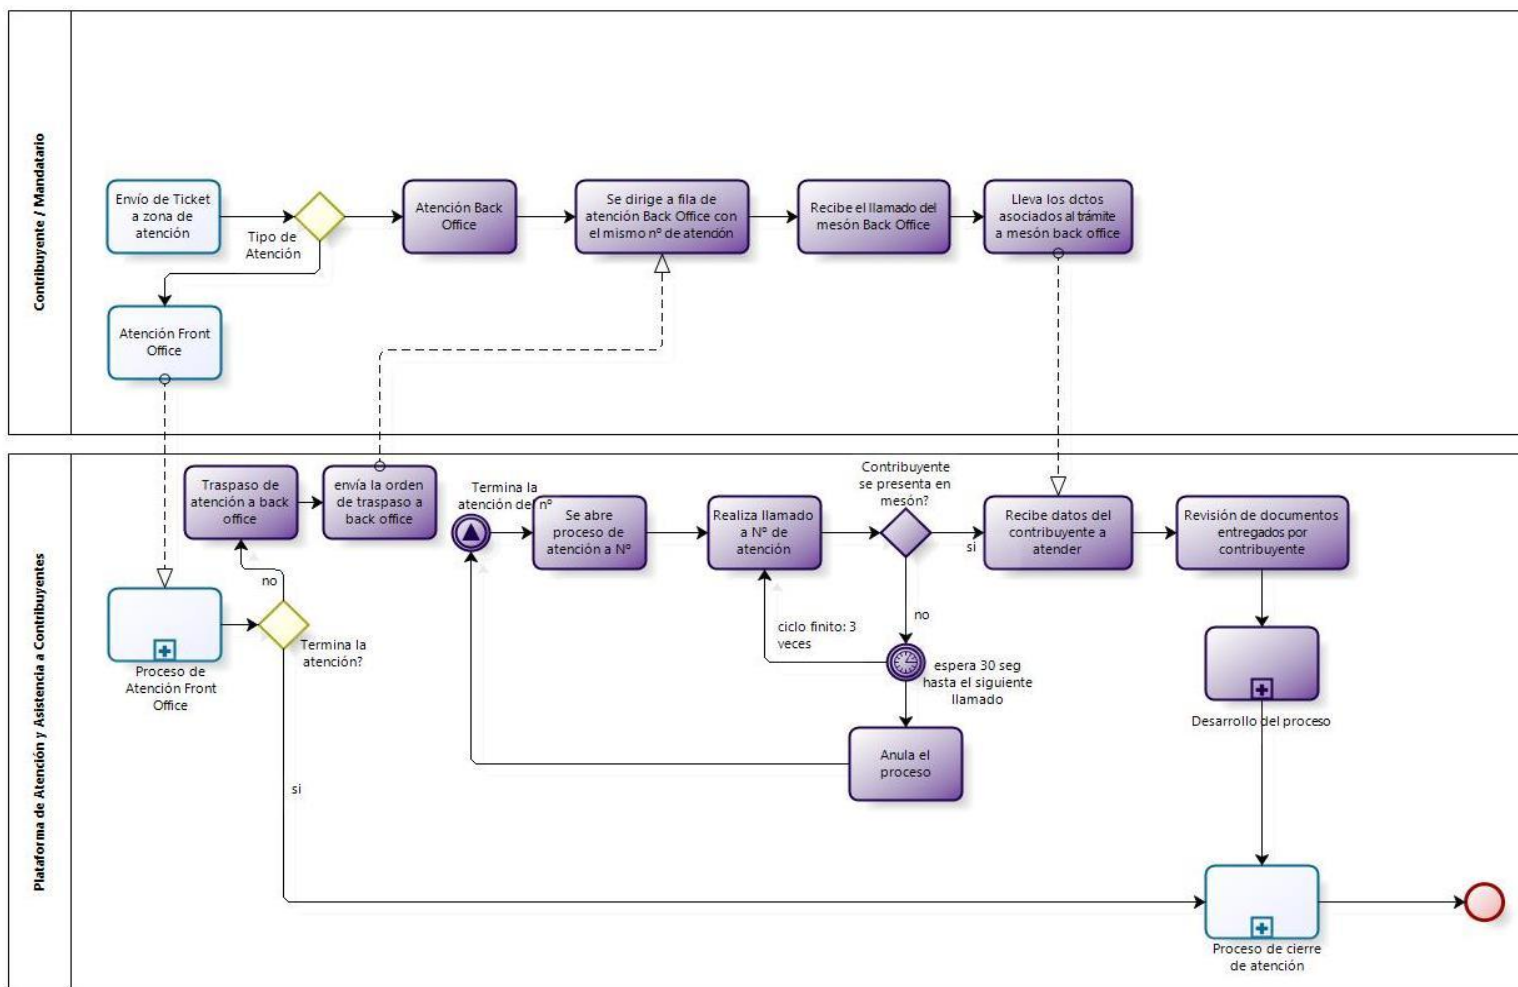 Contribuyente / Mandatario
Envío de Ticket
a zona de
atención
Tipo de
Atención
Atención Back
Office
Se dirige a fila de
atención Back Office con
el mismo nº de atención
Recibe el llamado del
mesón Back Office
Lleva los dctos
asociados al trámite
a mesón back office
Atención Front
Office
Plataforma de Atención y Asistencia a Contribuyentes
Traspaso de
atención a back
office
envía la orden
de traspaso a
back office
Termina la
atención del nº
Se abre
proceso de
atención a Nº
Realiza llamado
a Nº de
atención
Contribuyente
se presenta en
mesón?
si
Recibe datos del
contribuyente a
atender
Revisión de documentos
entregados por
contribuyente
no
Proceso de
Atención Front
Office
Termina la
atención?
no
ciclo finito: 3
veces
espera 30 seg
hasta el siguiente
llamado
Desarrollo del proceso
Anula el
proceso
si
Proceso de cierre
de atención